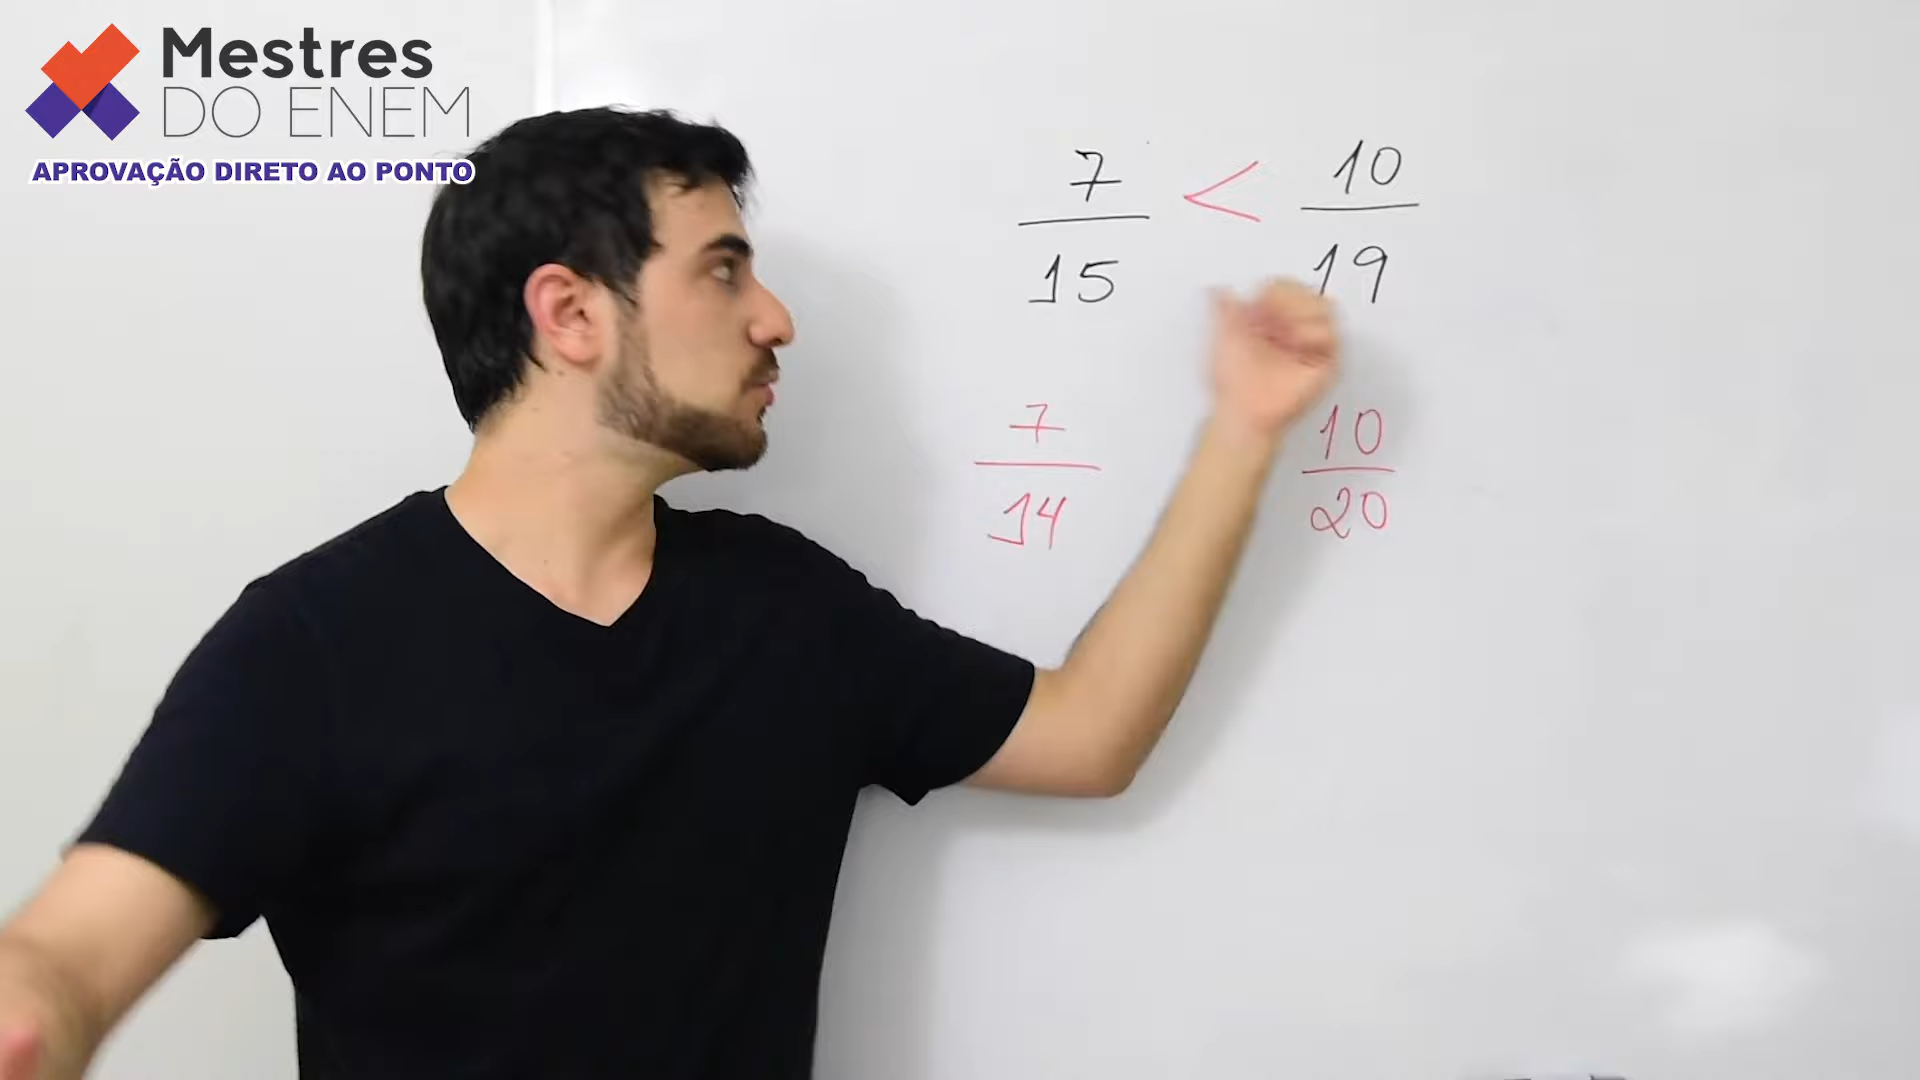 Mestres
DO ENEM
APROVAÇÃO DIRETO AO PONTO
7 < 10
15 19
7 10
14 20